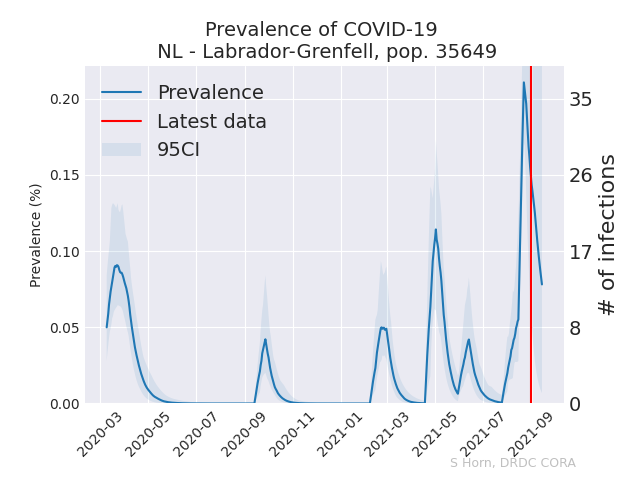 Prevalence of COVID-19
NL - Labrador-Grenfell, pop. 35649
Prevalence
Latest data
95CI
Prevalence (%)
0.20
0.15
0.10
0.05
0.00
35
26
17
8
0
# of infections
2020-03
2020-05
2020-07
2020-09
2020-11
2021-01
2021-03
2021-05
2021-07
2021-09
S Horn, DRDC CORA